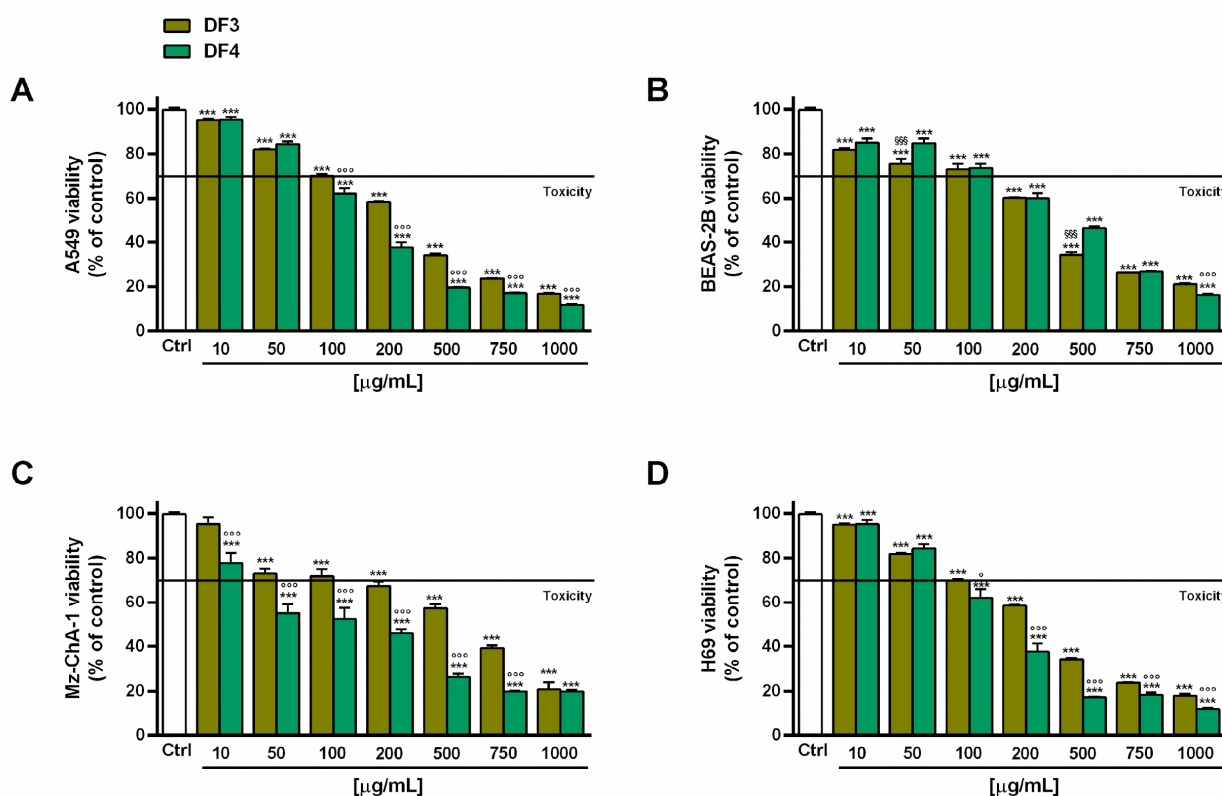 DF3
DF4
A
A549 viability
(% of control)
100
80
60
40
20
0
*** *** *** *** °°° *** *** °°° *** *** °°° *** *** °°° *** *** °°° ***
Toxicity
Ctrl 10 50 100 200 500 750 1000
[µg/mL]
B
BEAS-2B viability
(% of control)
100
80
60
40
20
0
*** *** §§§ *** *** *** *** *** *** §§§ *** *** *** *** *** °°° ***
Toxicity
Ctrl 10 50 100 200 500 750 1000
[µg/mL]
C
Mz-ChA-1 viability
(% of control)
100
80
60
40
20
0
°°° *** *** °°° *** *** °°° *** *** °°° *** *** °°° *** *** °°° *** *** ***
Toxicity
Ctrl 10 50 100 200 500 750 1000
[µg/mL]
D
H69 viability
(% of control)
100
80
60
40
20
0
*** *** *** *** *** ° *** *** °°° *** *** °°° *** *** °°° *** *** °°° ***
Toxicity
Ctrl 10 50 100 200 500 750 1000
[µg/mL]